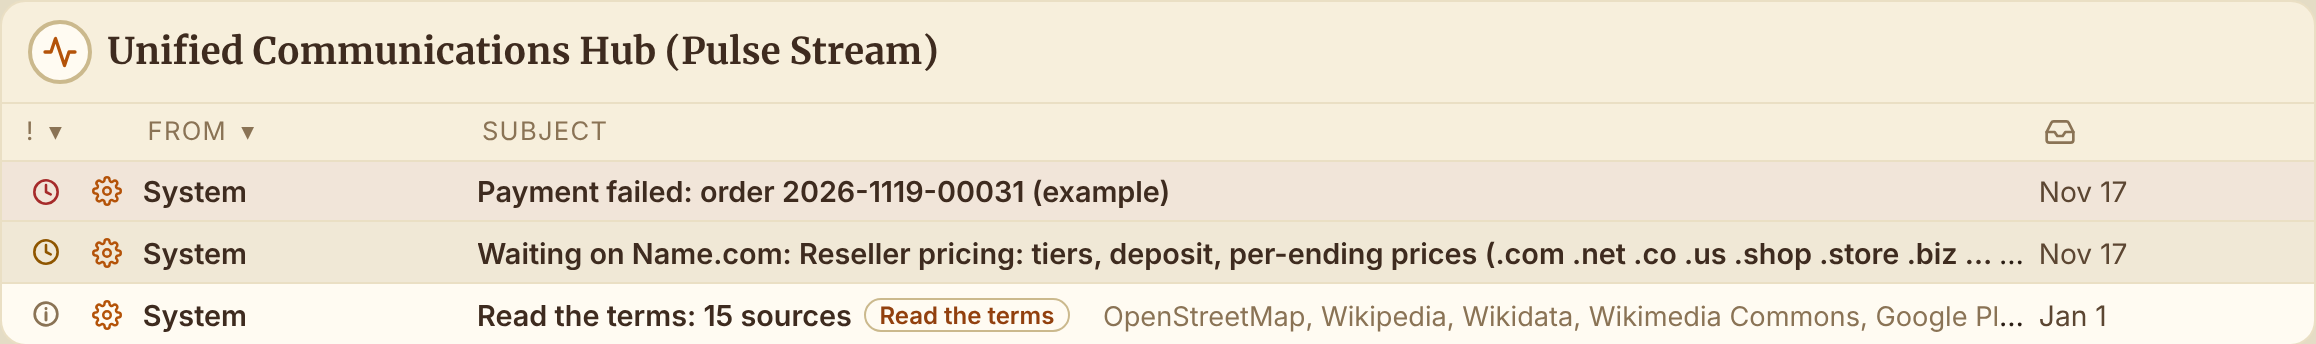 Unified Communications Hub (Pulse Stream)
! ▼ FROM ▼ SUBJECT
System Payment failed: order 2026-1119-00031 (example) Nov 17
System Waiting on Name.com: Reseller pricing: tiers, deposit, per-ending prices (.com .net .co .us .shop .store .biz ... ... Nov 17
System Read the terms: 15 sources Read the terms OpenStreetMap, Wikipedia, Wikidata, Wikimedia Commons, Google Pl... Jan 1